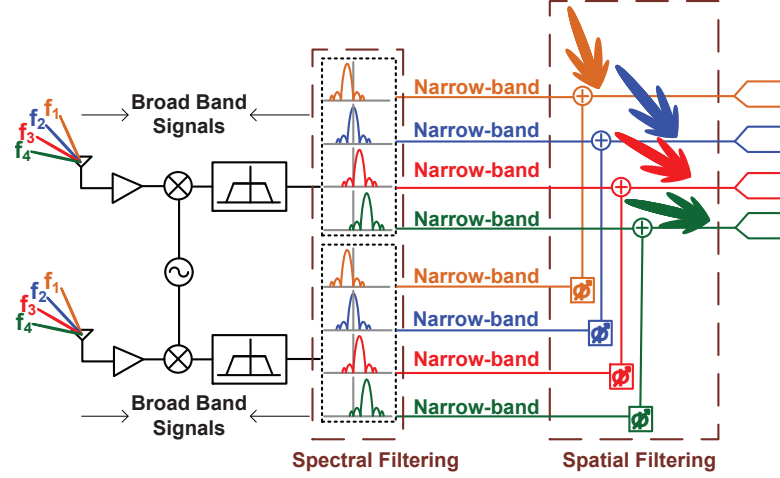 Broad Band
Signals
f1
f2
f3
f4
Narrow-band
Narrow-band
Narrow-band
Narrow-band
f1
f2
f3
f4
Narrow-band
Φ
Narrow-band
Φ
Narrow-band
Φ
Narrow-band
Φ
Broad Band
Signals
Spectral Filtering
Spatial Filtering